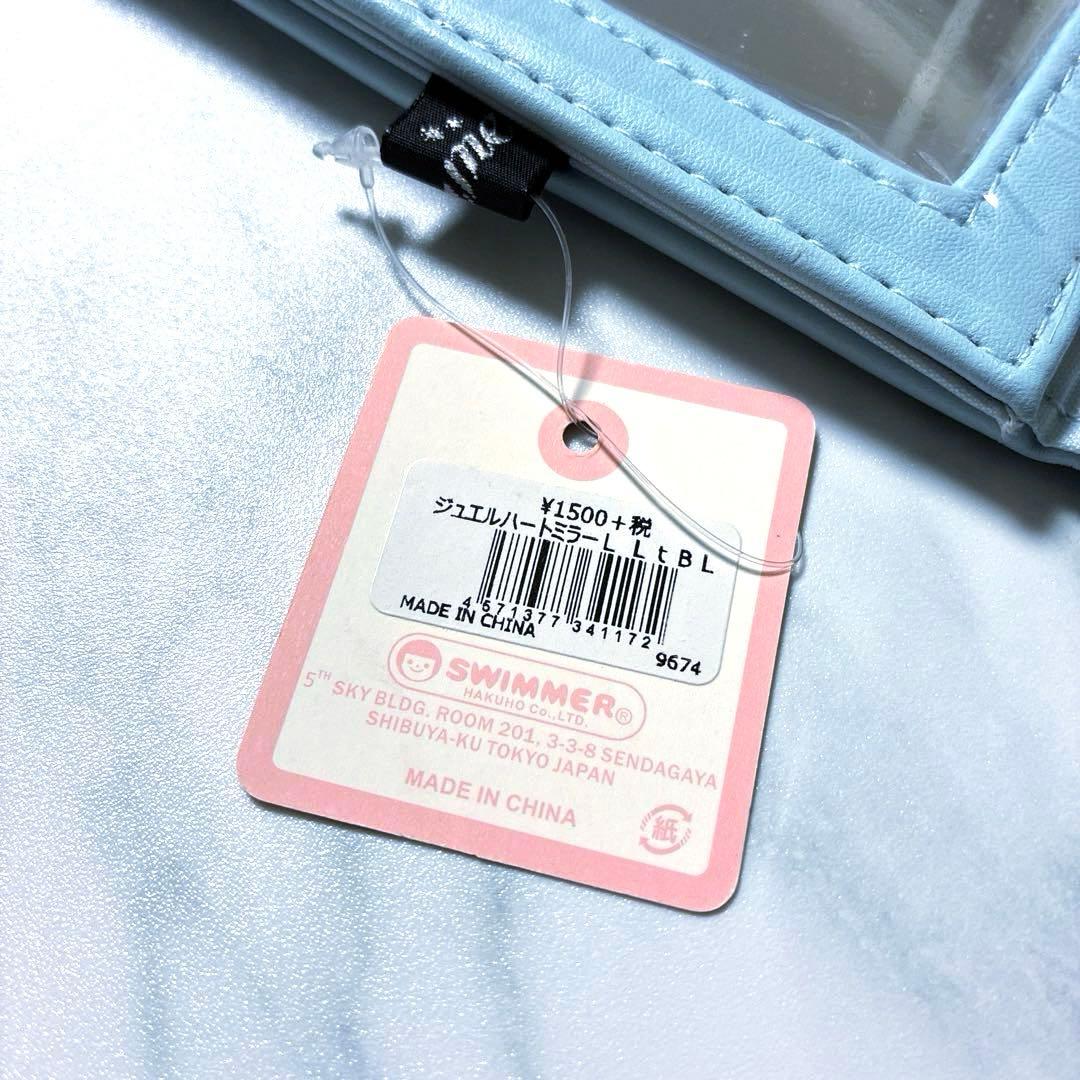 ¥1500+税
ジュエルハートミラーL LtBL
4 571377 341172
MADE IN CHINA
9674
SWIMMER®
HAKUHO Co.,LTD.
5TH SKY BLDG. ROOM 201, 3-3-8 SENDAGAYA
SHIBUYA-KU TOKYO JAPAN
MADE IN CHINA
紙